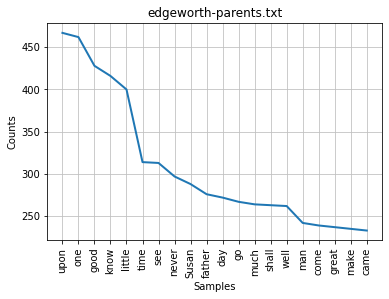 edgeworth-parents.txt
Counts
450
400
350
300
250
upon
one
good
know
little
time
see
never
Susan
father
day
go
much
shall
well
man
come
great
make
came
Samples